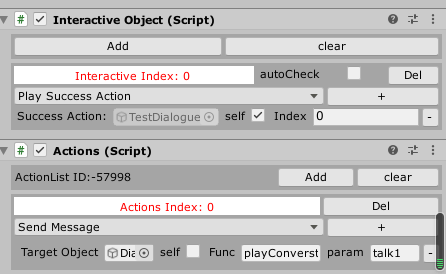 Interactive Object (Script)
Add clear
Interactive Index: 0 autoCheck Del
Play Success Action +
Success Action: TestDialogue self Index 0 -
Actions (Script)
ActionList ID:-57998 Add clear
Actions Index: 0 Del
Send Message +
Target Object Dia self Func playConverst param talk1 -